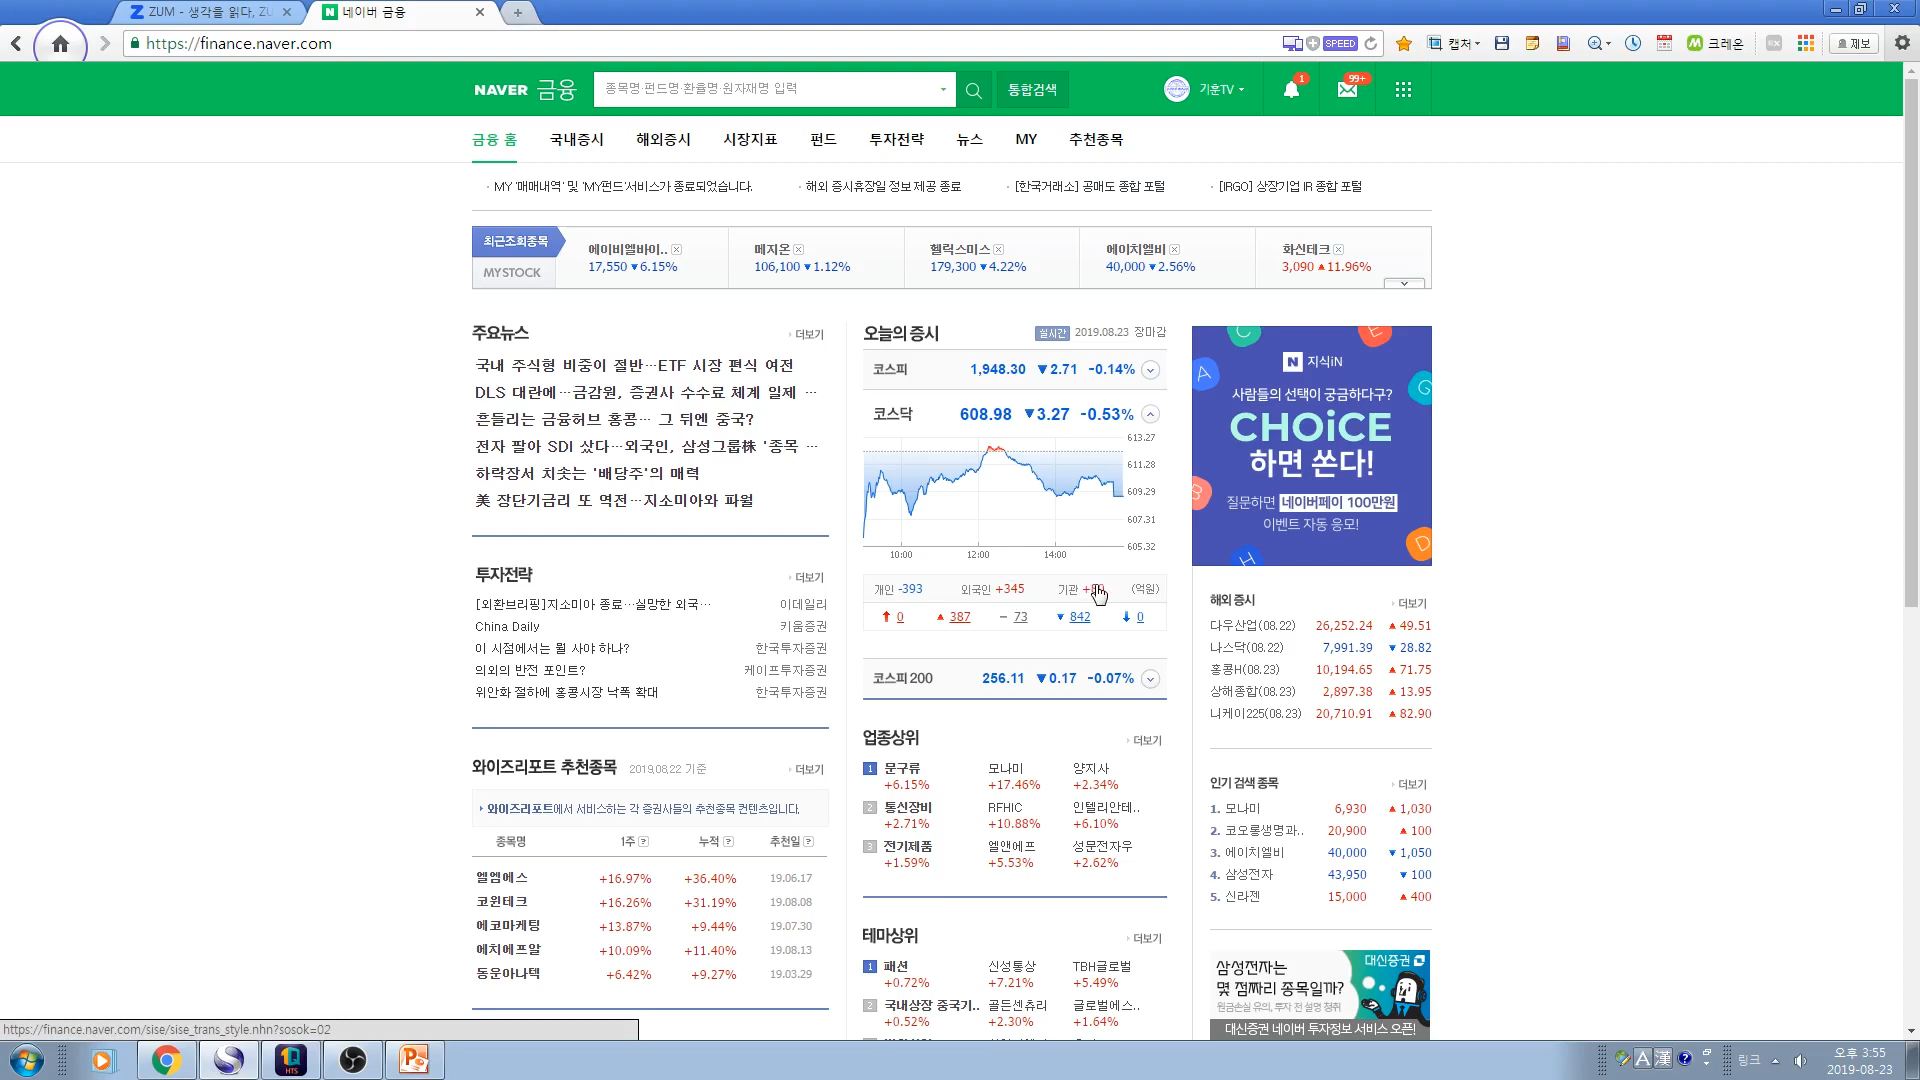 ZUM - 생각을 읽다, ZU
네이버 금융
https://finance.naver.com
SPEED
캡처
크레온
제보
NAVER 금융
종목명·펀드명·환율명·원자재명 입력
통합검색
기훈TV
1
99+
금융 홈
국내증시
해외증시
시장지표
펀드
투자전략
뉴스
MY
추천종목
MY '매매내역' 및 'MY펀드'서비스가 종료되었습니다.
해외 증시휴장일 정보 제공 종료
[한국거래소] 공매도 종합 포털
[IRGO] 상장기업 IR 종합 포털
최근조회종목
MYSTOCK
에이비엘바이..
17,550 ▼6.15%
메지온
106,100 ▼1.12%
헬릭스미스
179,300 ▼4.22%
에이치엘비
40,000 ▼2.56%
화신테크
3,090 ▲11.96%
주요뉴스
더보기
국내 주식형 비중이 절반…ETF 시장 편식 여전
DLS 대란에…금감원, 증권사 수수료 체계 일제 …
흔들리는 금융허브 홍콩… 그 뒤엔 중국?
전자 팔아 SDI 샀다…외국인, 삼성그룹株 '종목 …
하락장서 치솟는 '배당주'의 매력
美 장단기금리 또 역전…지소미아와 파월
투자전략
더보기
[외환브리핑]지소미아 종료…실망한 외국… 이데일리
China Daily 키움증권
이 시점에서는 뭘 사야 하나? 한국투자증권
의외의 반전 포인트? 케이프투자증권
위안화 절하에 홍콩시장 낙폭 확대 한국투자증권
와이즈리포트 추천종목 2019.08.22 기준
더보기
와이즈리포트에서 서비스하는 각 증권사들의 추천종목 컨텐츠입니다.
종목명 1주 ? 누적 ? 추천일 ?
엘엠에스 +16.97% +36.40% 19.06.17
코윈테크 +16.26% +31.19% 19.08.08
에코마케팅 +13.87% +9.44% 19.07.30
에치에프알 +10.09% +11.40% 19.08.13
동운아나텍 +6.42% +9.27% 19.03.29
오늘의 증시
실시간 2019.08.23 장마감
코스피 1,948.30 ▼2.71 -0.14%
코스닥 608.98 ▼3.27 -0.53%
613.27
611.28
609.29
607.31
605.32
10:00 12:00 14:00
개인 -393 외국인 +345 기관 (억원)
0 ▲ 387 − 73 ▼ 842 0
코스피200 256.11 ▼0.17 -0.07%
업종상위
더보기
1 문구류 모나미 양지사
+6.15% +17.46% +2.34%
2 통신장비 RFHIC 인텔리안테..
+2.71% +10.88% +6.10%
3 전기제품 엘앤에프 성문전자우
+1.59% +5.53% +2.62%
테마상위
더보기
1 패션 신성통상 TBH글로벌
+0.72% +7.21% +5.49%
2 국내상장 중국기.. 골든센츄리 글로벌에스..
+0.52% +2.30% +1.64%
N 지식iN
사람들의 선택이 궁금하다구?
CHOiCE
하면 쏜다!
질문하면 네이버페이 100만원
이벤트 자동 응모!
A
B
C
D
E
G
H
해외 증시
더보기
다우산업(08.22) 26,252.24 ▲ 49.51
나스닥(08.22) 7,991.39 ▼ 28.82
홍콩H(08.23) 10,194.65 ▲ 71.75
상해종합(08.23) 2,897.38 ▲ 13.95
니케이225(08.23) 20,710.91 ▲ 82.90
인기 검색 종목
더보기
1. 모나미 6,930 ▲ 1,030
2. 코오롱생명과.. 20,900 ▲ 100
3. 에이치엘비 40,000 ▼ 1,050
4. 삼성전자 43,950 ▼ 100
5. 신라젠 15,000 ▲ 400
대신증권
삼성전자는
몇 점짜리 종목일까?
원금손실 유의, 투자 전 설명 청취
대신증권 네이버 투자정보 서비스 오픈!
https://finance.naver.com/sise/sise_trans_style.nhn?sosok=02
HTS
A 漢
링크
오후 3:55
2019-08-23